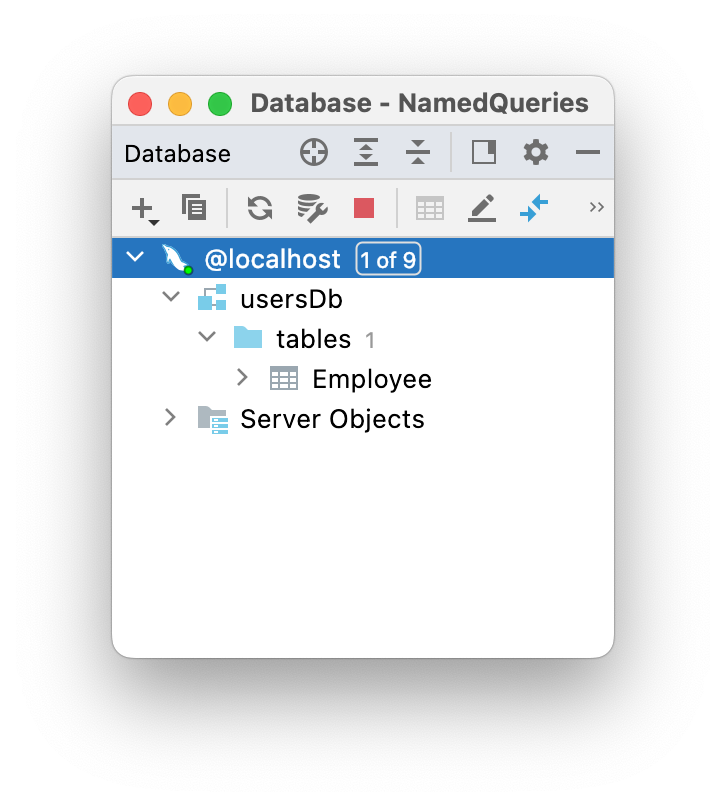 Database - NamedQueries
Database
@localhost 1 of 9
usersDb
tables 1
Employee
Server Objects